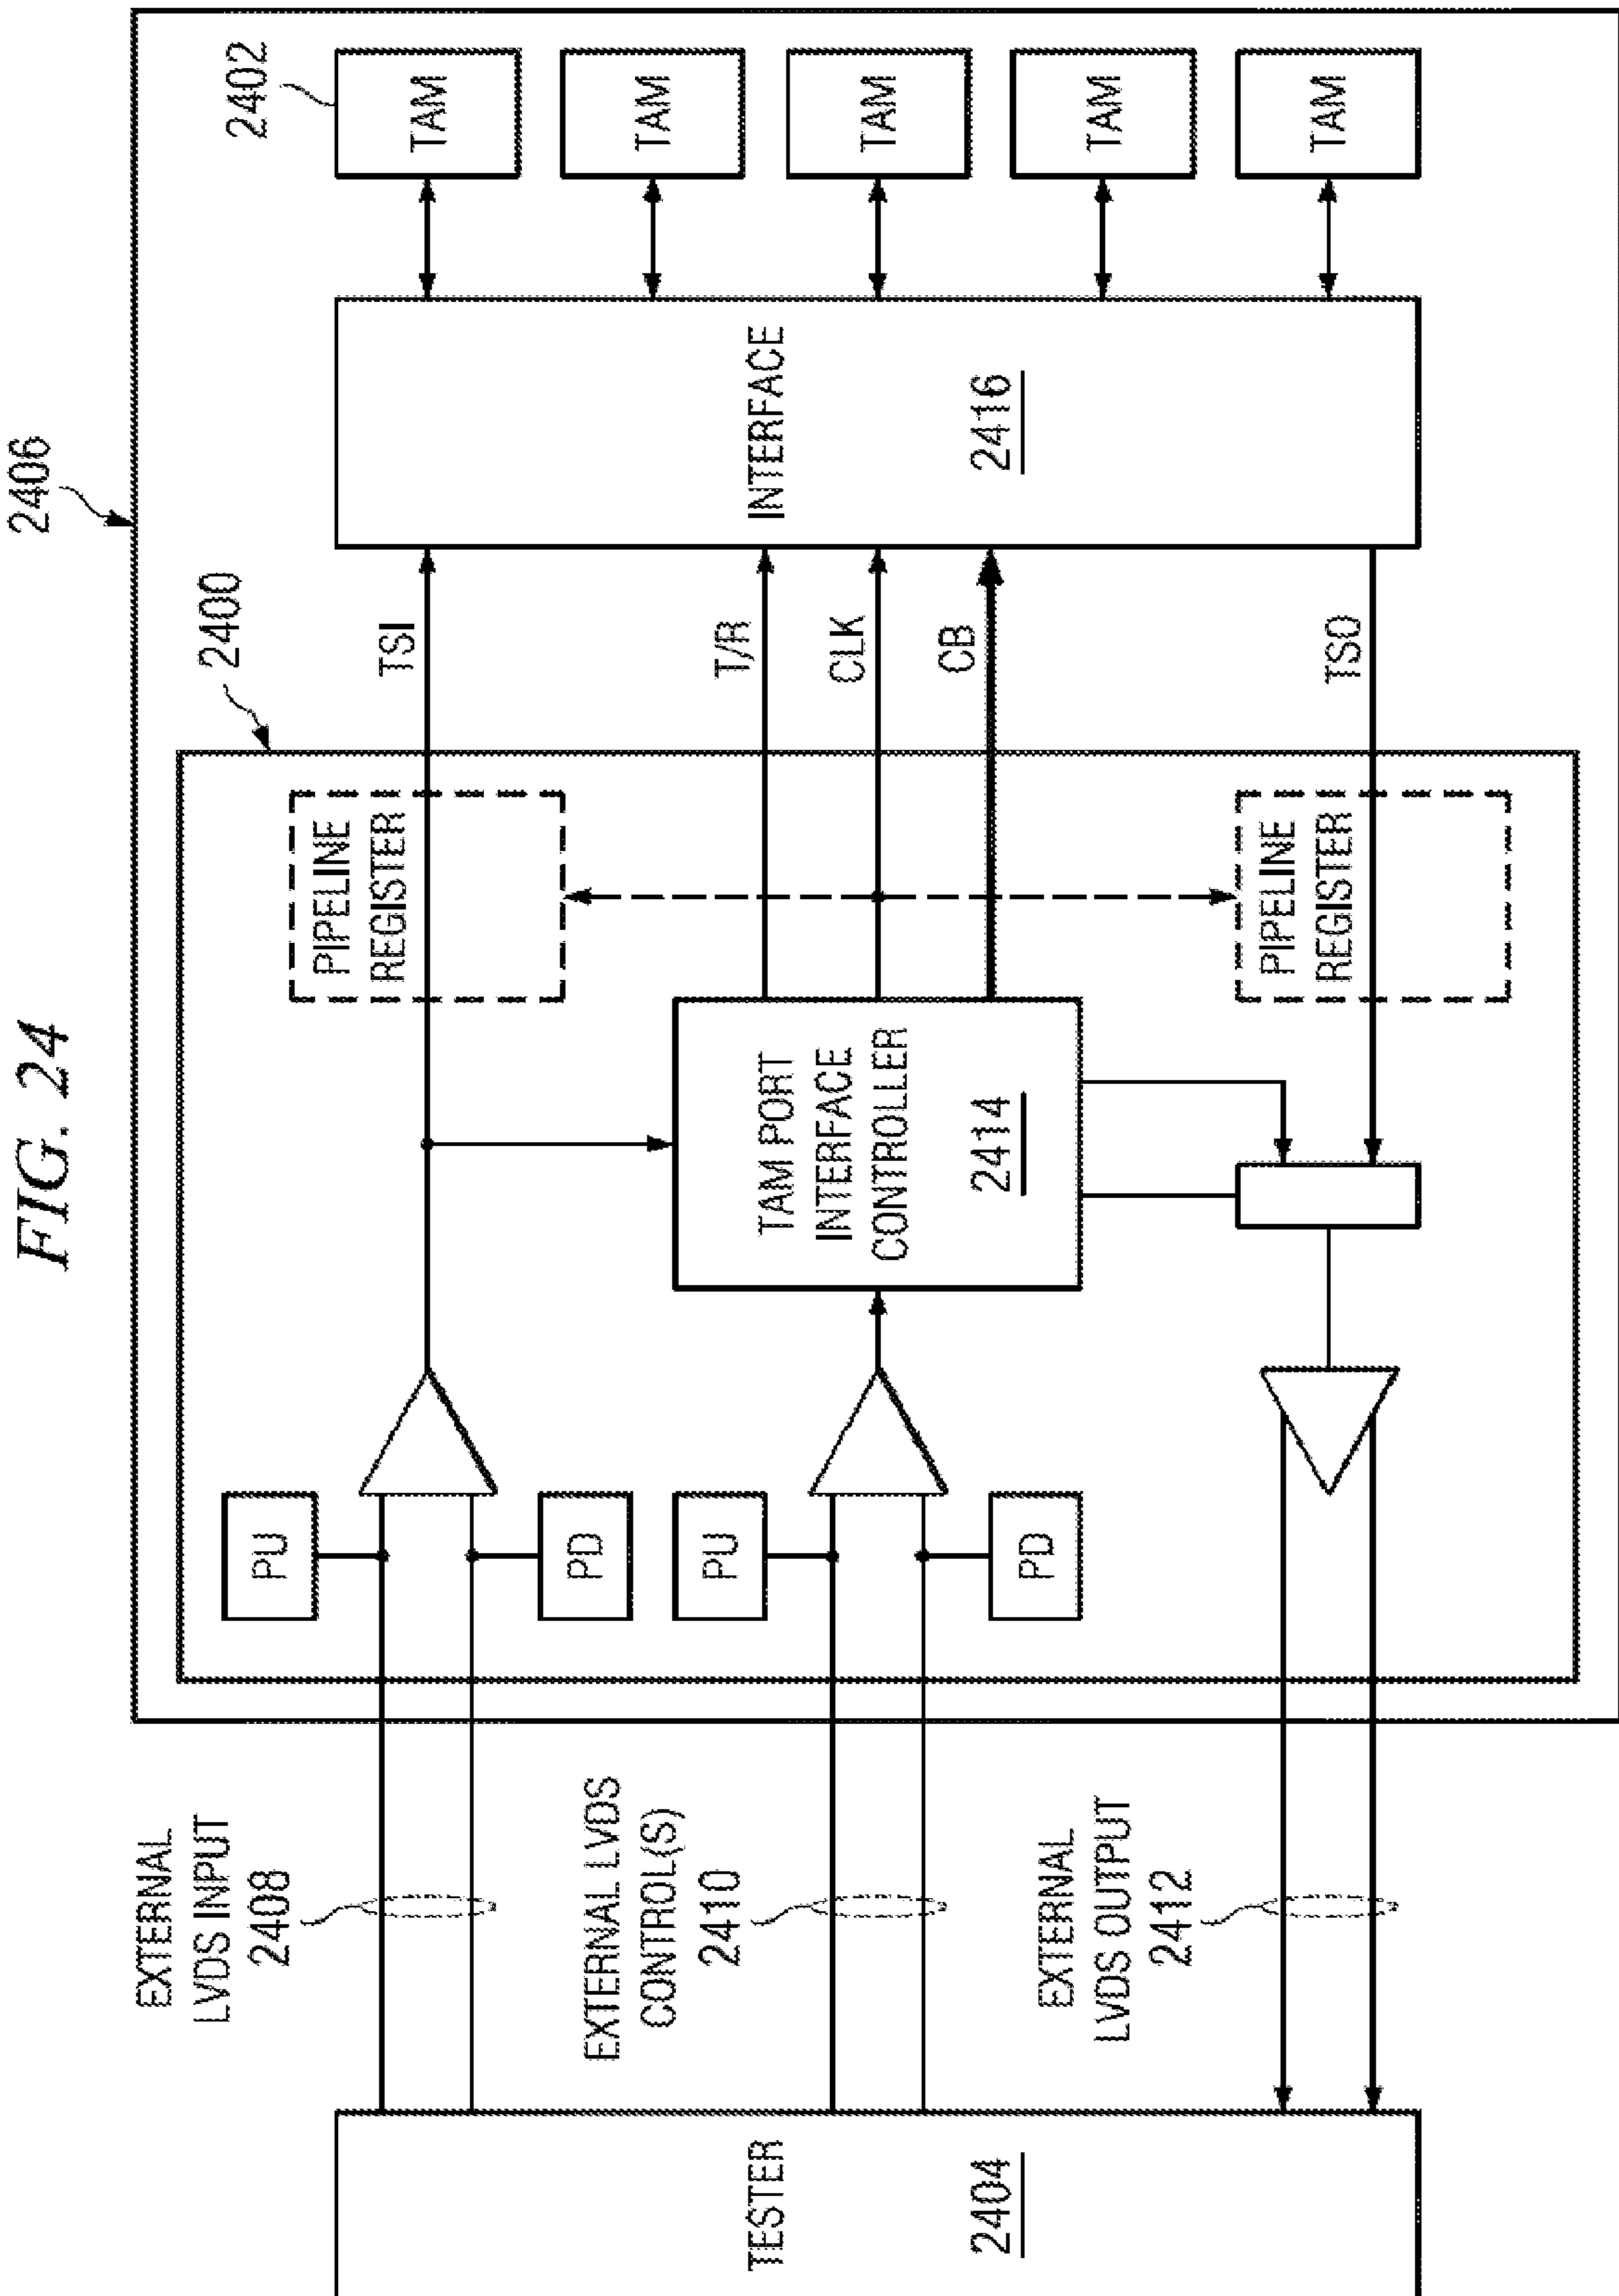 FIG. 24
2406
2400
2402
EXTERNAL
LVDS INPUT
2408
PU
PD
PIPELINE
REGISTER
TSI
TAM
TAM
TAM
TAM
TAM
TESTER
2404
EXTERNAL LVDS
CONTROL(S)
2410
PU
PD
TAM PORT
INTERFACE
CONTROLLER
2414
T/R
CLK
CB
INTERFACE
2416
EXTERNAL
LVDS OUTPUT
2412
PIPELINE
REGISTER
TSO